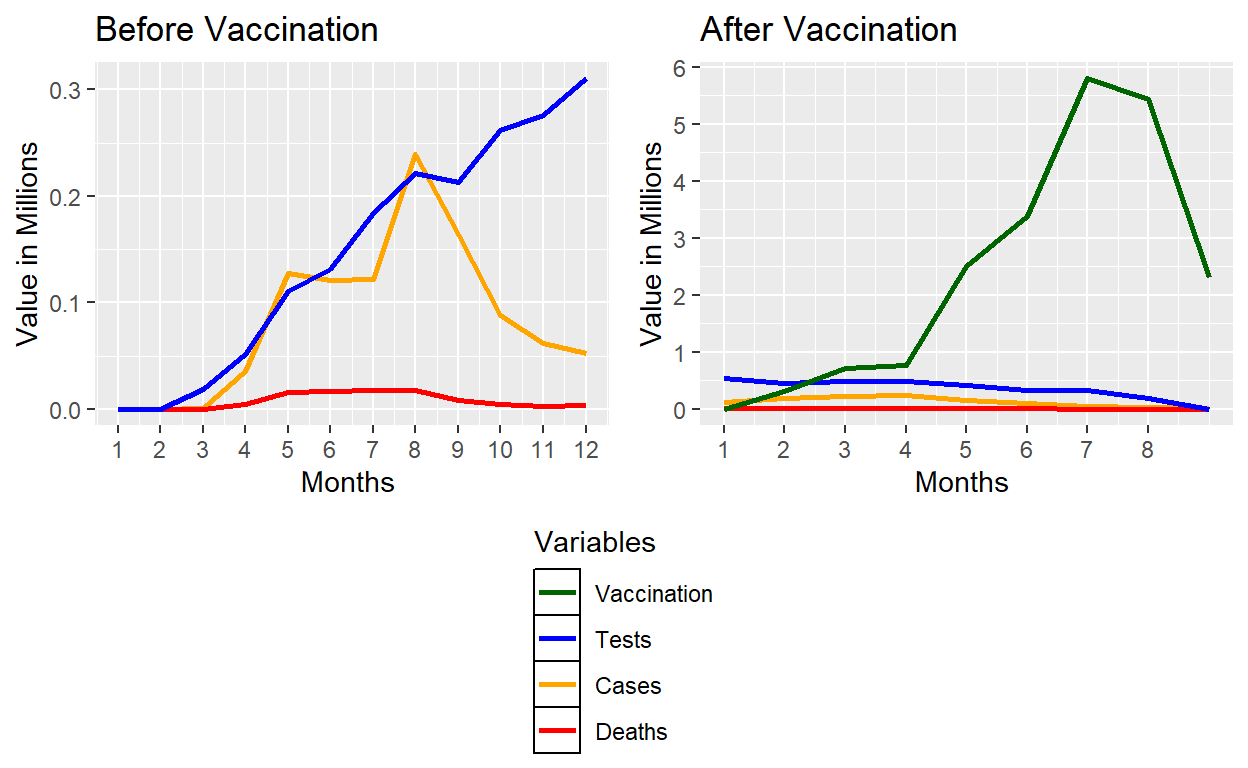 Before Vaccination
Value in Millions
0.3
0.2
0.1
0.0
1 2 3 4 5 6 7 8 9 10 11 12
Months
After Vaccination
Value in Millions
6
5
4
3
2
1
0
1 2 3 4 5 6 7 8
Months
Variables
Vaccination
Tests
Cases
Deaths